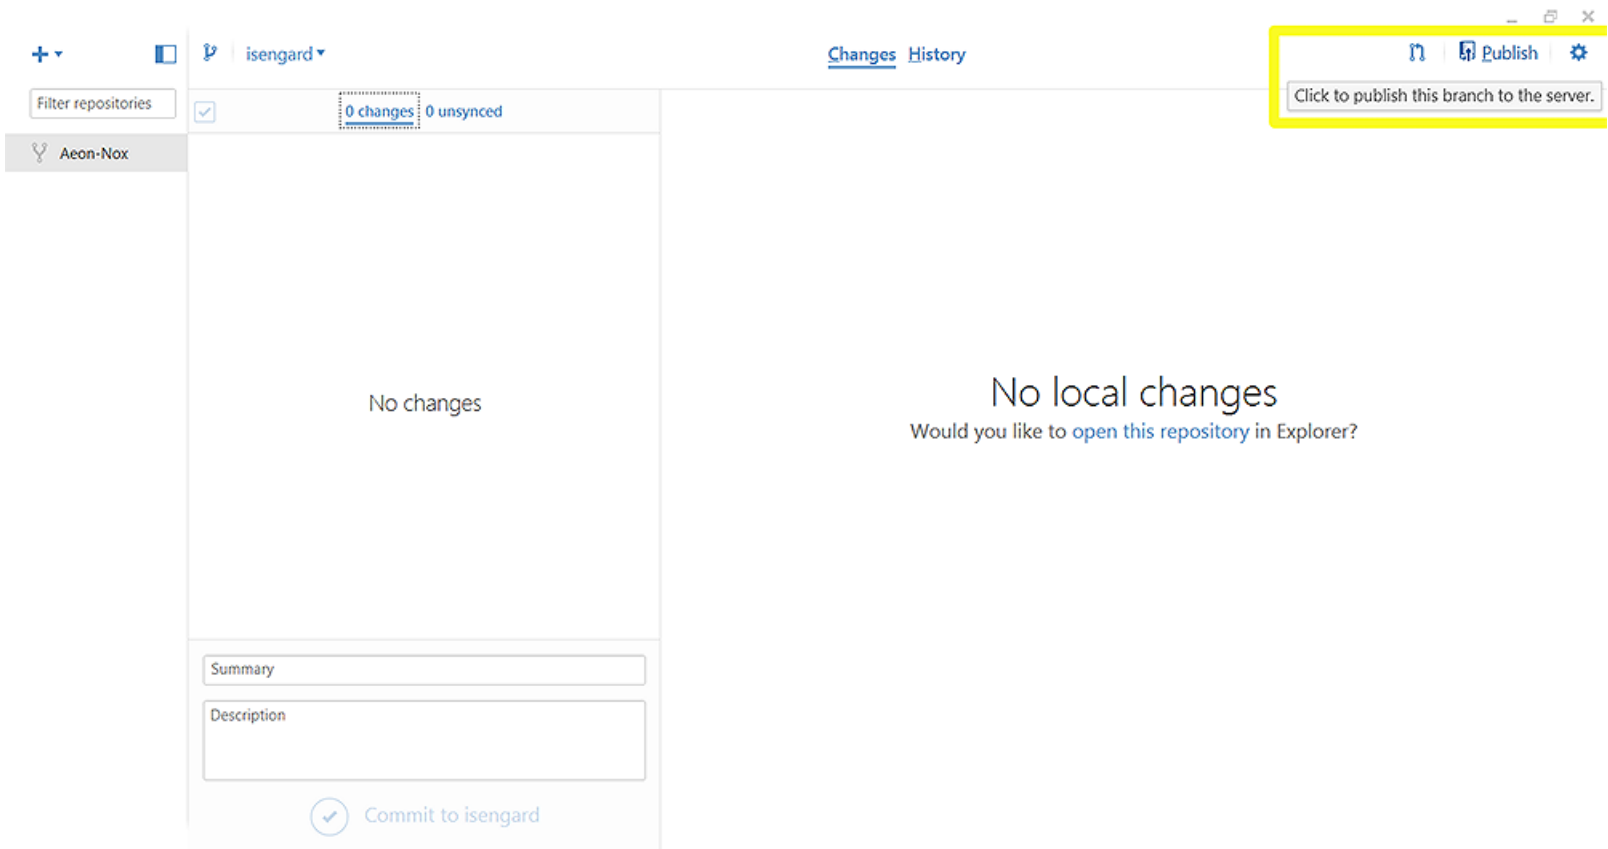 isengard
Changes History
Publish
Filter repositories
Click to publish this branch to the server.
0 changes 0 unsynced
Aeon-Nox
No changes
No local changes
Would you like to open this repository in Explorer?
Summary
Description
Commit to isengard